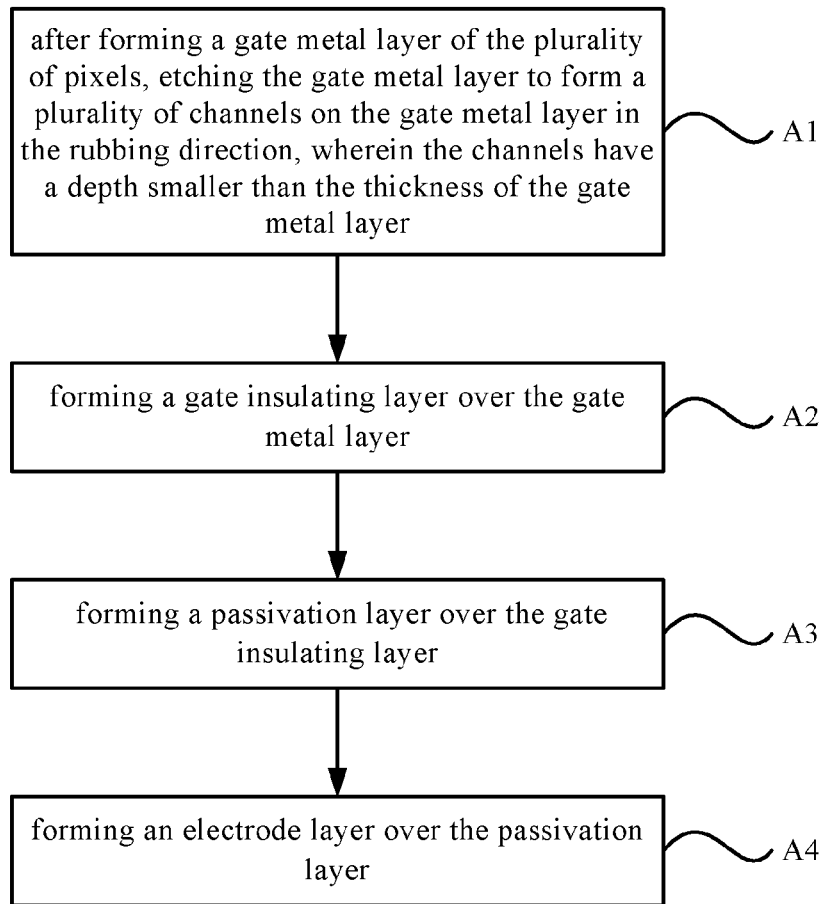 after forming a gate metal layer of the plurality
of pixels, etching the gate metal layer to form a
plurality of channels on the gate metal layer in
the rubbing direction, wherein the channels have
a depth smaller than the thickness of the gate
metal layer
A1
forming a gate insulating layer over the gate
metal layer
A2
forming a passivation layer over the gate
insulating layer
A3
forming an electrode layer over the passivation
layer
A4